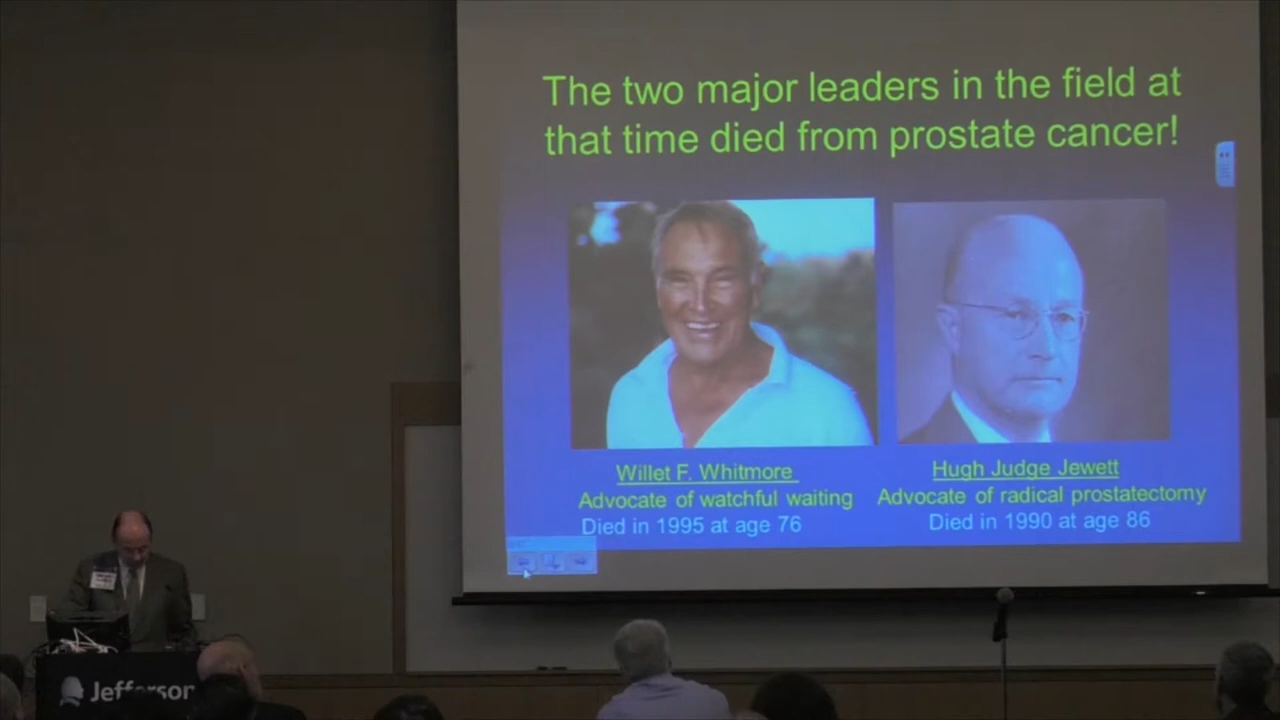 The two major leaders in the field at
that time died from prostate cancer!
Willet F. Whitmore
Advocate of watchful waiting
Died in 1995 at age 76
Hugh Judge Jewett
Advocate of radical prostatectomy
Died in 1990 at age 86
Jefferson